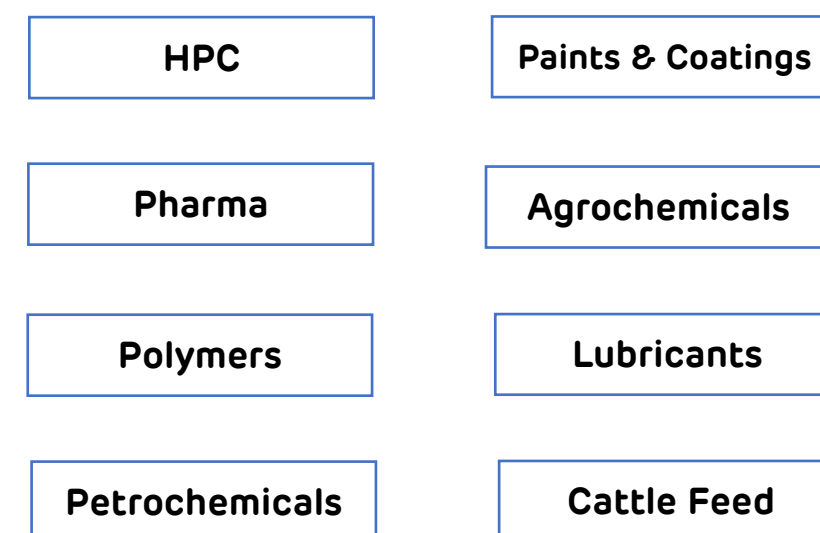 HPC
Paints & Coatings
Pharma
Agrochemicals
Polymers
Lubricants
Petrochemicals
Cattle Feed